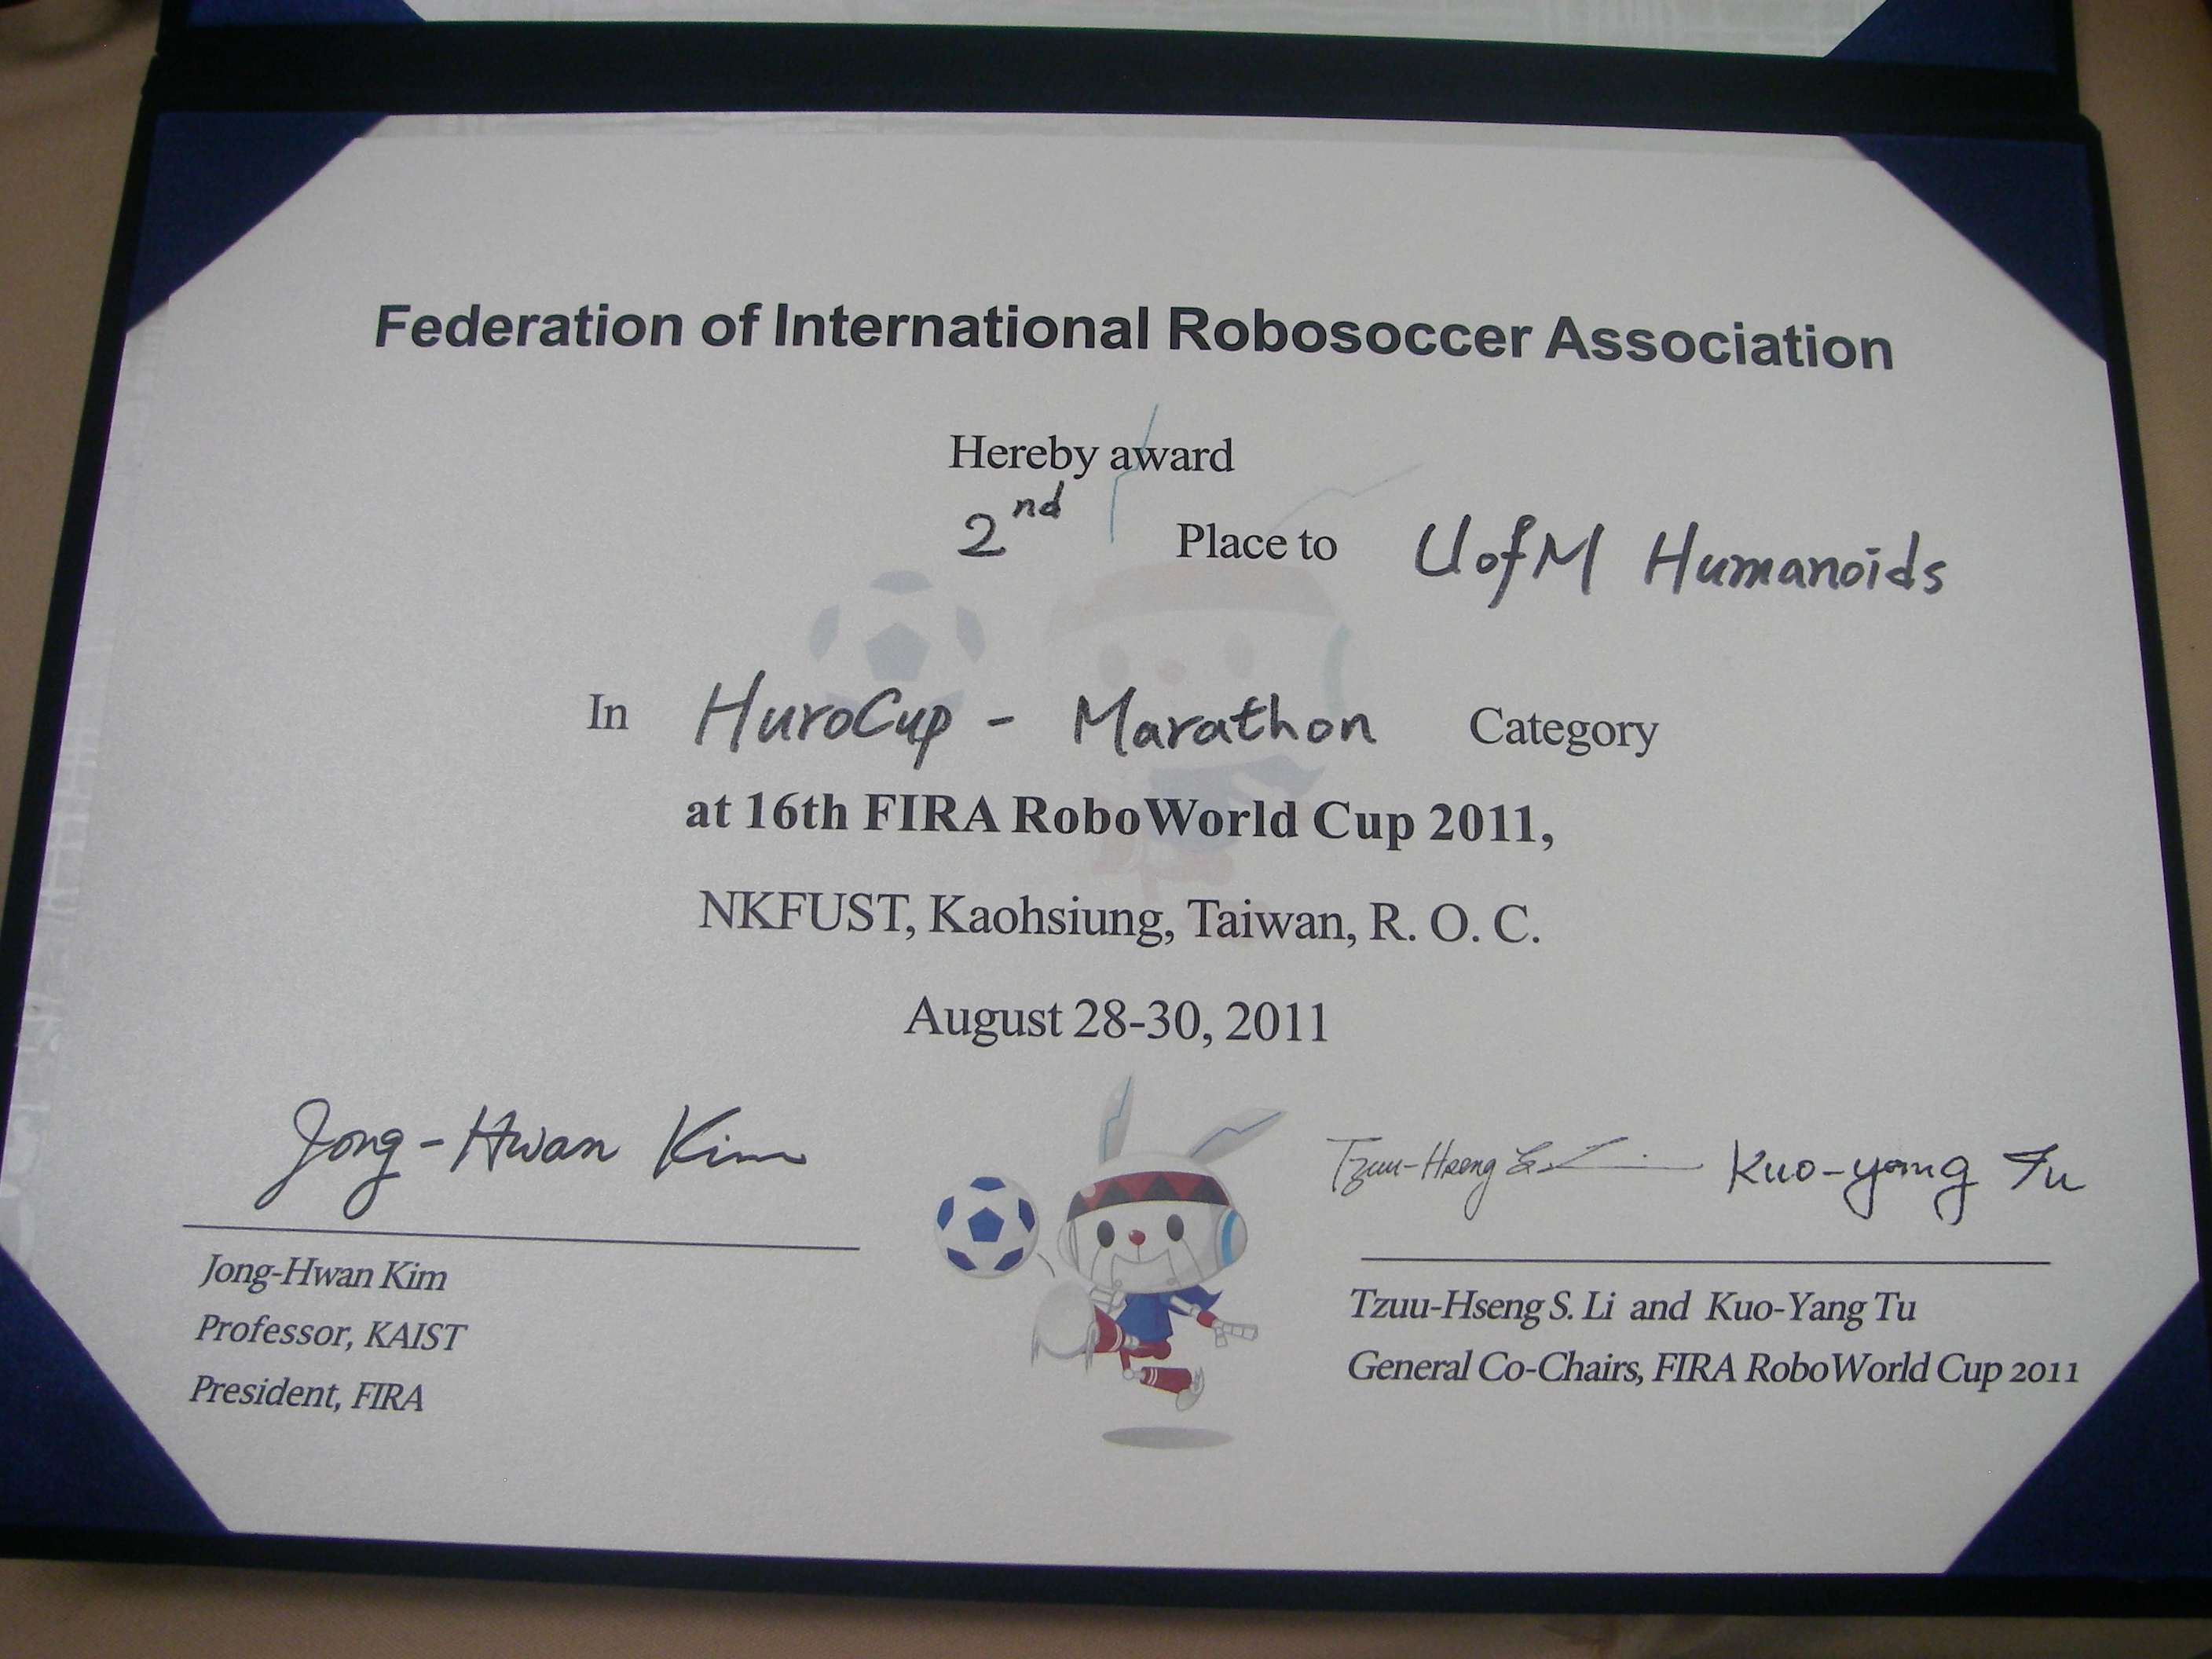 Federation of International Robosoccer Association
Hereby award
2nd Place to UofM Humanoids
In HuroCup - Marathon Category
at 16th FIRA RoboWorld Cup 2011,
NKFUST, Kaohsiung, Taiwan, R. O. C.
August 28-30, 2011
Jong-Hwan Kim
Tzuu-Hseng S. Li Kuo-yang Tu
Jong-Hwan Kim
Professor, KAIST
President, FIRA
Tzuu-Hseng S. Li and Kuo-Yang Tu
General Co-Chairs, FIRA RoboWorld Cup 2011